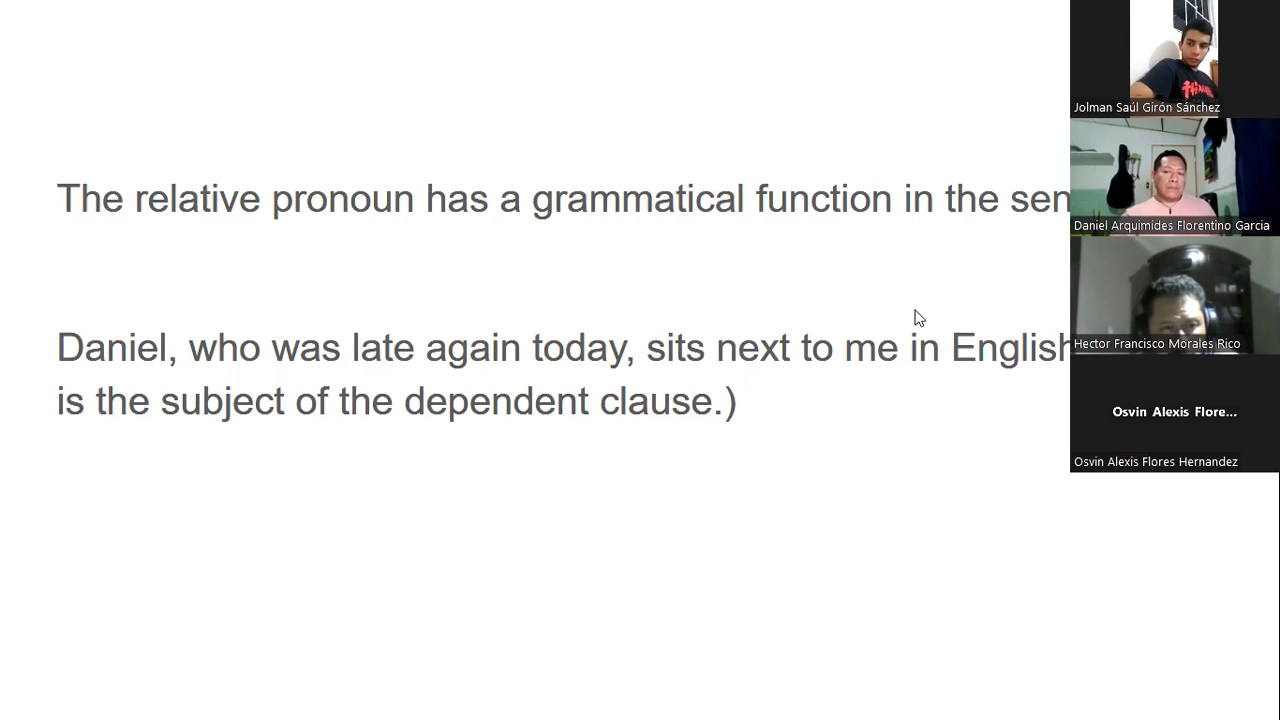 The relative pronoun has a grammatical function in the sen
Daniel, who was late again today, sits next to me in English
is the subject of the dependent clause.)
Jolman Saúl Girón Sánchez
Daniel Arquimides Florentino Garcia
Hector Francisco Morales Rico
Osvin Alexis Flore...
Osvin Alexis Flores Hernandez